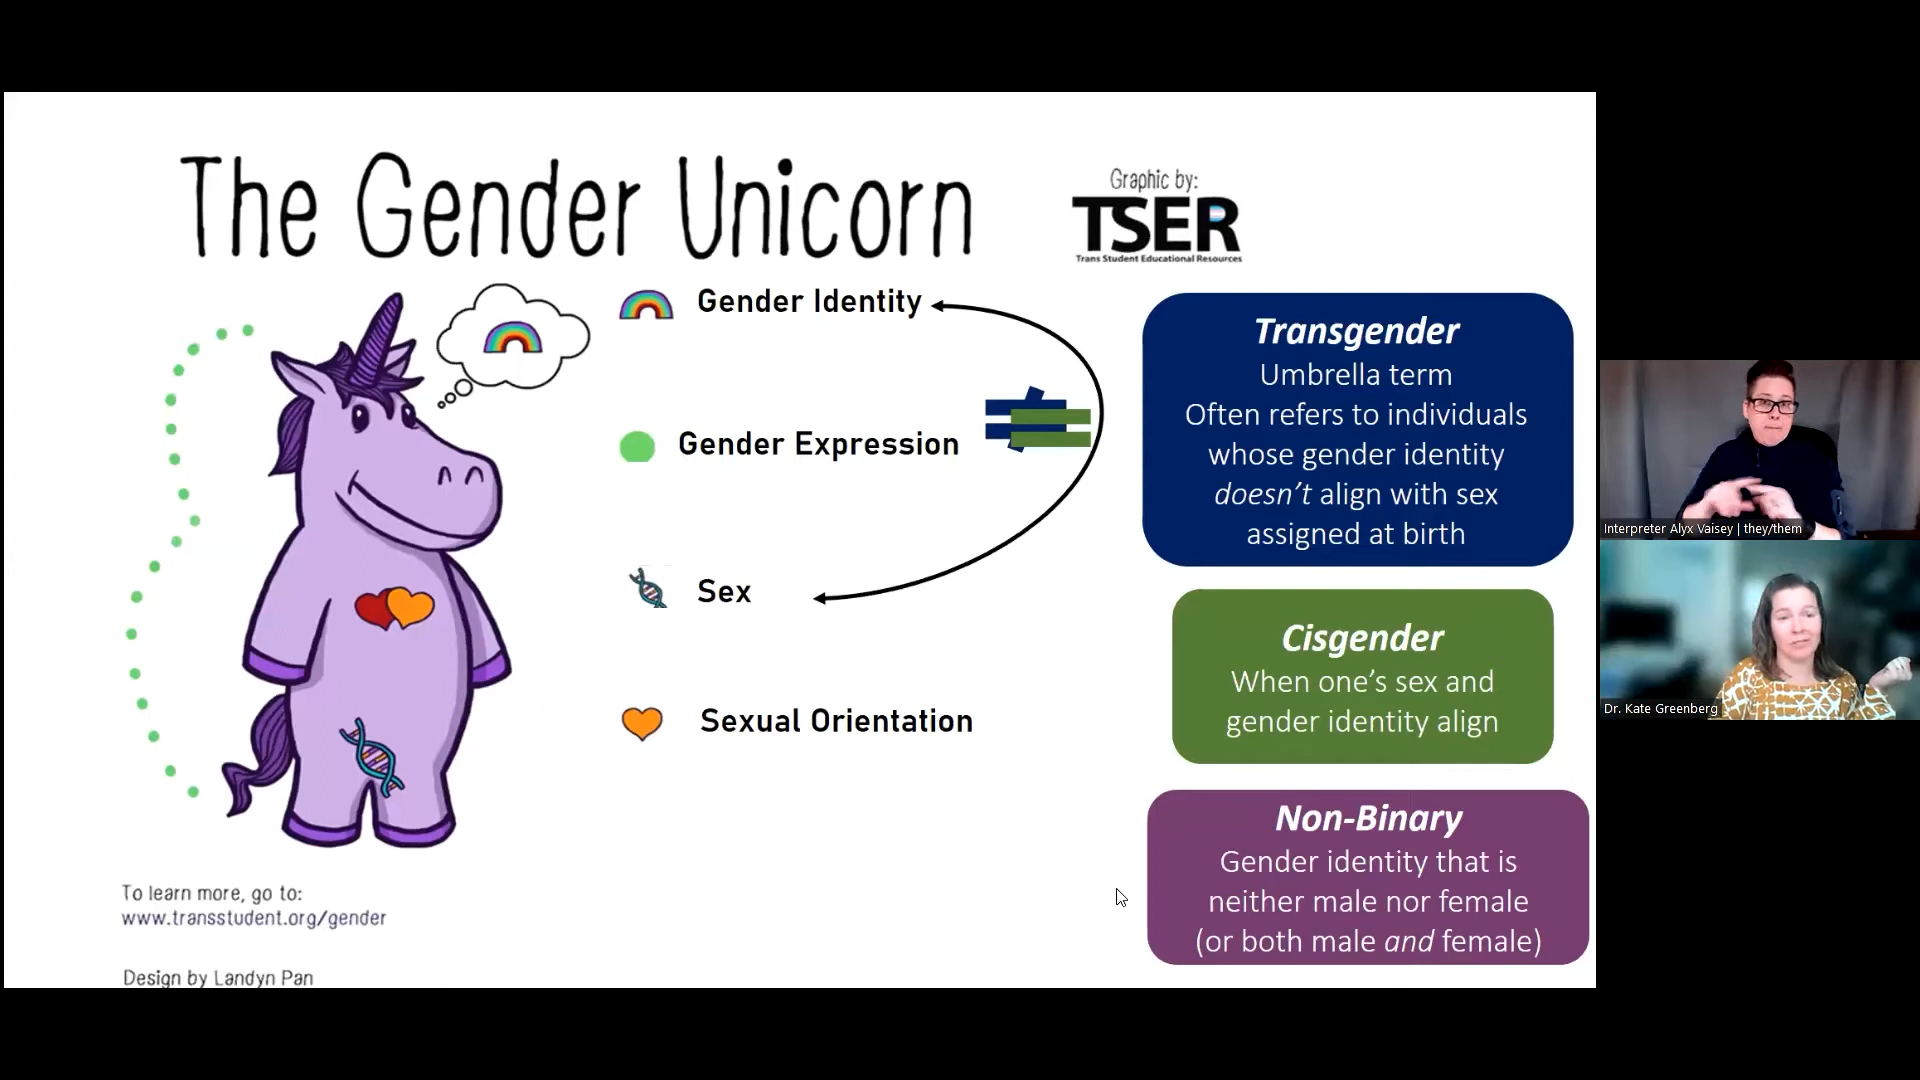 The Gender Unicorn
Graphic by:
TSER
Trans Student Educational Resources
Gender Identity
Gender Expression
Sex
Sexual Orientation
Transgender
Umbrella term
Often refers to individuals
whose gender identity
doesn't align with sex
assigned at birth
Cisgender
When one's sex and
gender identity align
Non-Binary
Gender identity that is
neither male nor female
(or both male and female)
To learn more, go to:
www.transstudent.org/gender
Design by Landyn Pan
Interpreter Alyx Vaisey | they/them
Dr. Kate Greenberg